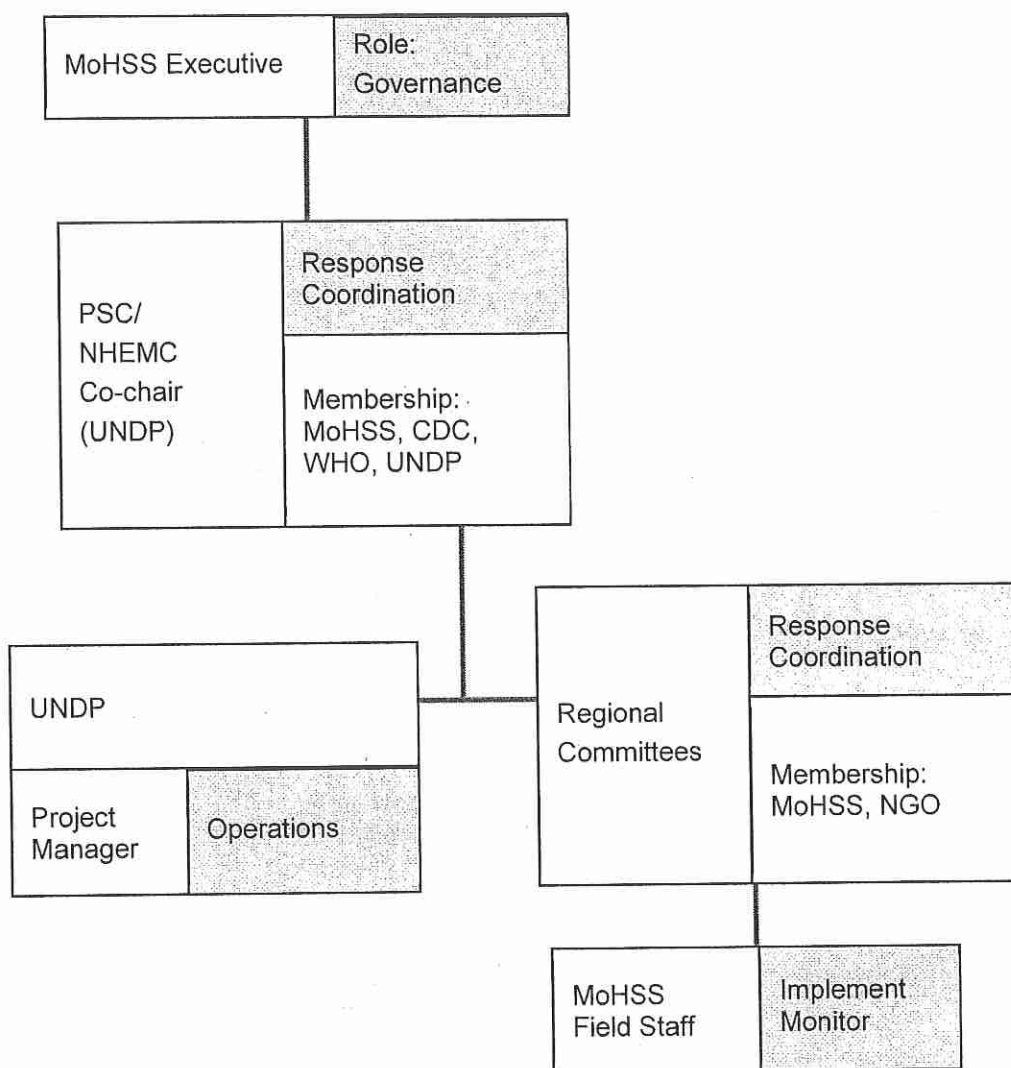 MoHSS Executive
Role:
Governance
PSC/
NHEMC
Co-chair
(UNDP)
Response
Coordination
Membership:
MoHSS, CDC,
WHO, UNDP
UNDP
Project
Manager
Operations
Regional
Committees
Response
Coordination
Membership:
MoHSS, NGO
MoHSS
Field Staff
Implement
Monitor